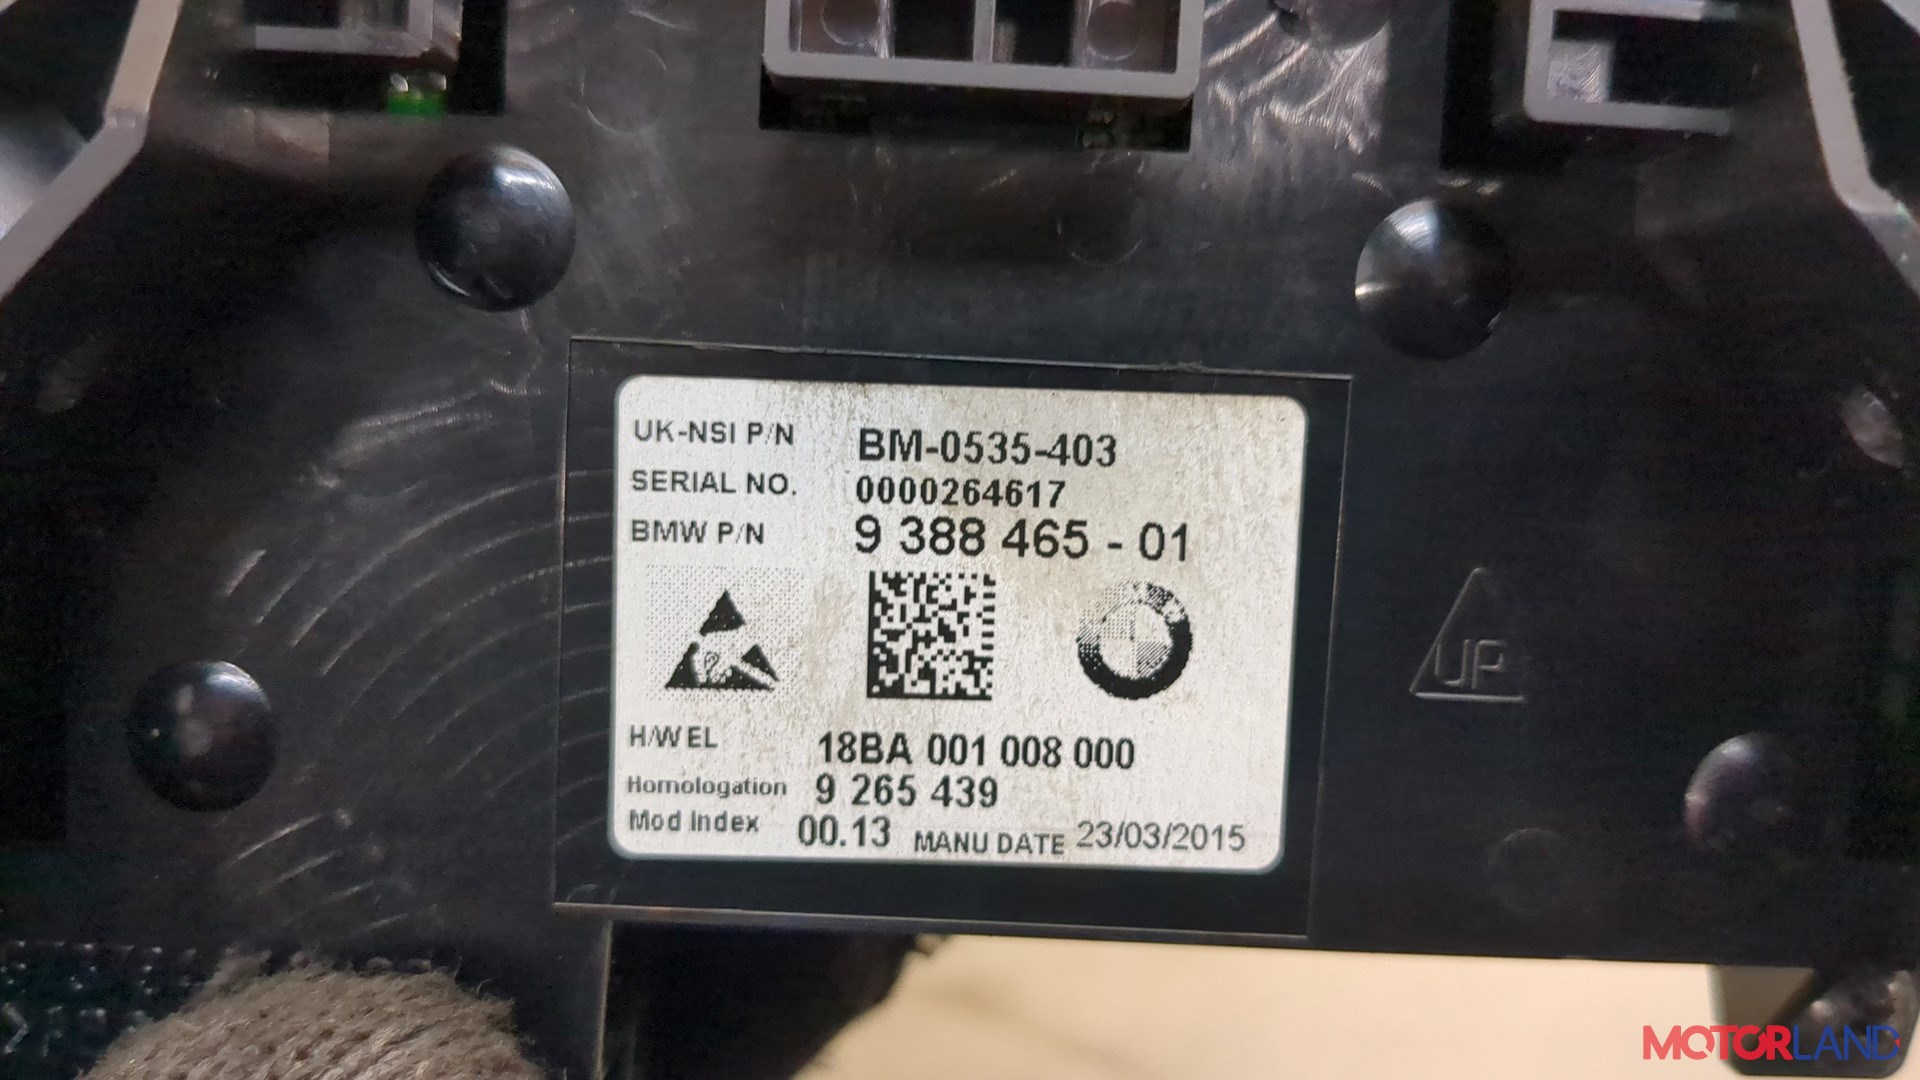 UK-NSI P/N BM-0535-403
SERIAL NO. 0000264617
BMW P/N 9 388 465 - 01
H/W EL 18BA 001 008 000
Homologation 9 265 439
Mod Index 00.13 MANU DATE 23/03/2015
UP
MOTORLAND